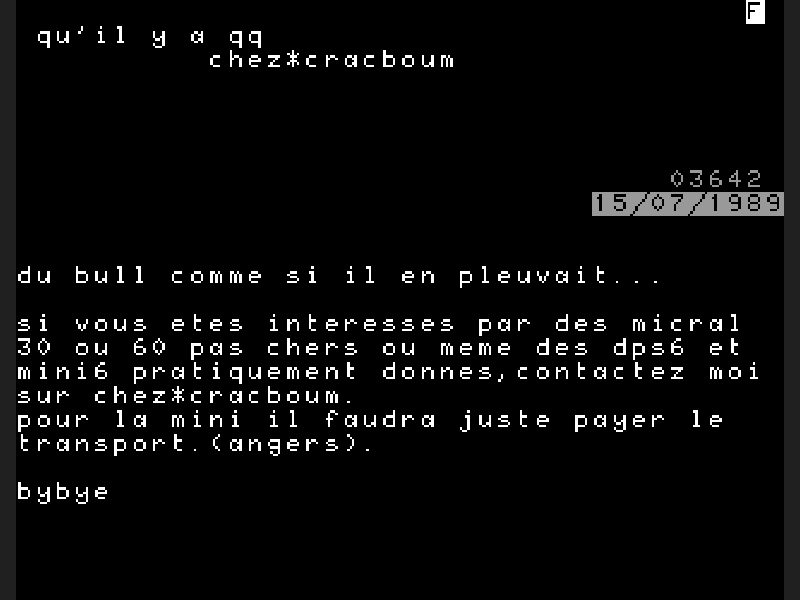 F
qu'il y a qq
chez*cracboum
03642
15/07/1989
du bull comme si il en pleuvait...
si vous etes interesses par des micral
30 ou 60 pas chers ou meme des dps6 et
mini6 pratiquement donnes,contactez moi
sur chez*cracboum.
pour la mini il faudra juste payer le
transport.(angers).
bybye